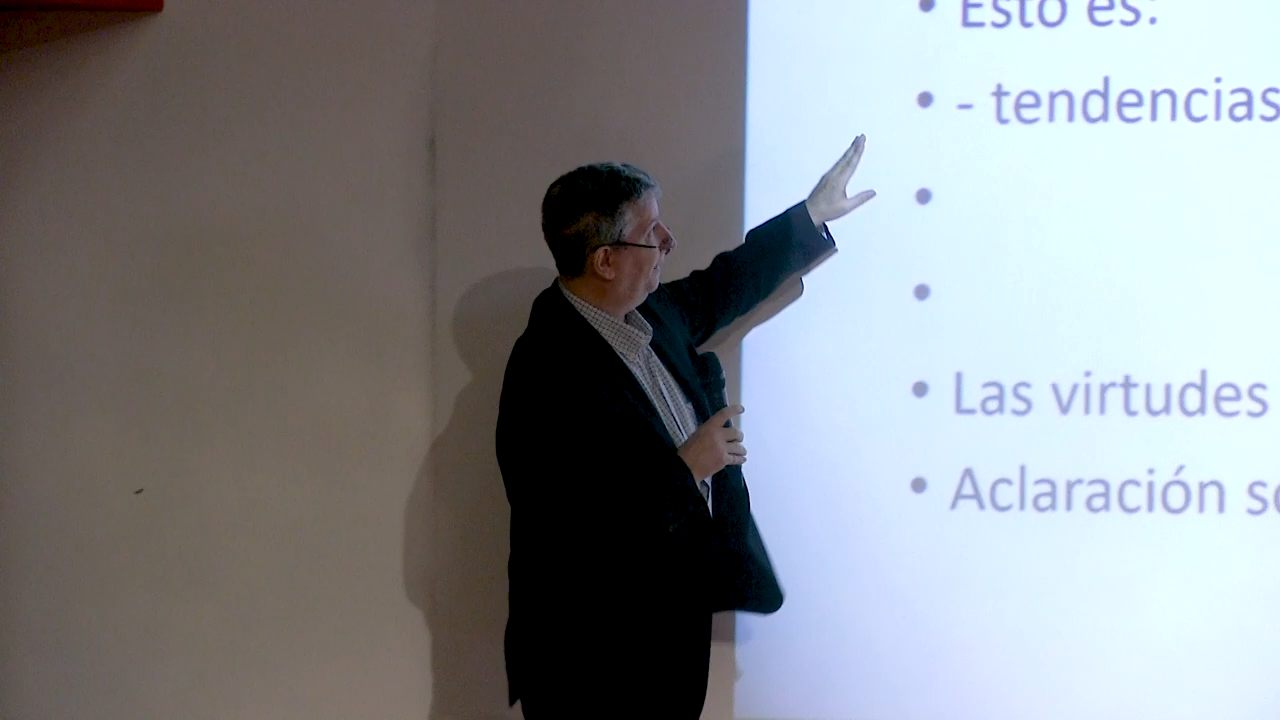 • Esto es:
• - tendencias
•
•
• Las virtudes
• Aclaración